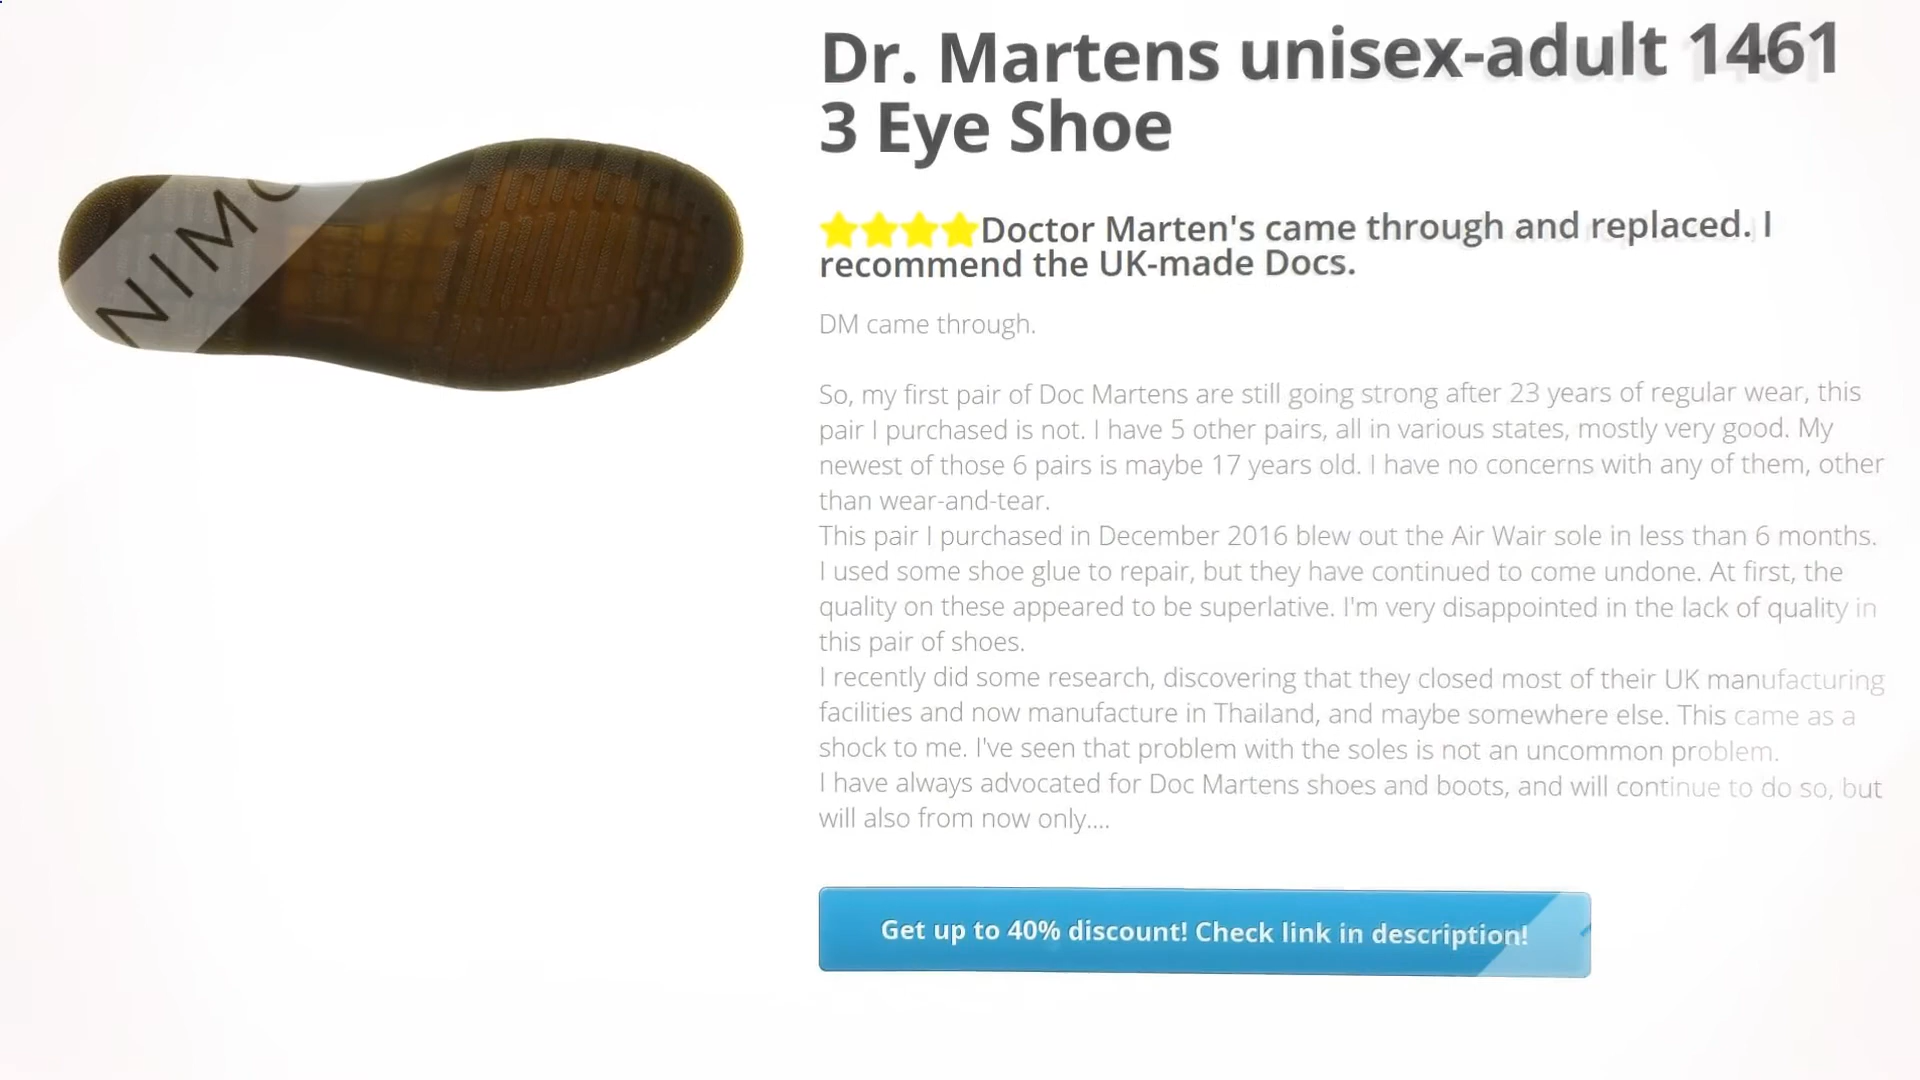 Dr. Martens unisex-adult 1461
3 Eye Shoe
Doctor Marten's came through and replaced. I
recommend the UK-made Docs.
DM came through.
So, my first pair of Doc Martens are still going strong after 23 years of regular wear, this
pair I purchased is not. I have 5 other pairs, all in various states, mostly very good. My
newest of those 6 pairs is maybe 17 years old. I have no concerns with any of them, other
than wear-and-tear.
This pair I purchased in December 2016 blew out the Air Wair sole in less than 6 months.
I used some shoe glue to repair, but they have continued to come undone. At first, the
quality on these appeared to be superlative. I'm very disappointed in the lack of quality in
this pair of shoes.
I recently did some research, discovering that they closed most of their UK manufacturing
facilities and now manufacture in Thailand, and maybe somewhere else. This came as a
shock to me. I've seen that problem with the soles is not an uncommon problem.
I have always advocated for Doc Martens shoes and boots, and will continue to do so, but
will also from now only....
Get up to 40% discount! Check link in description!